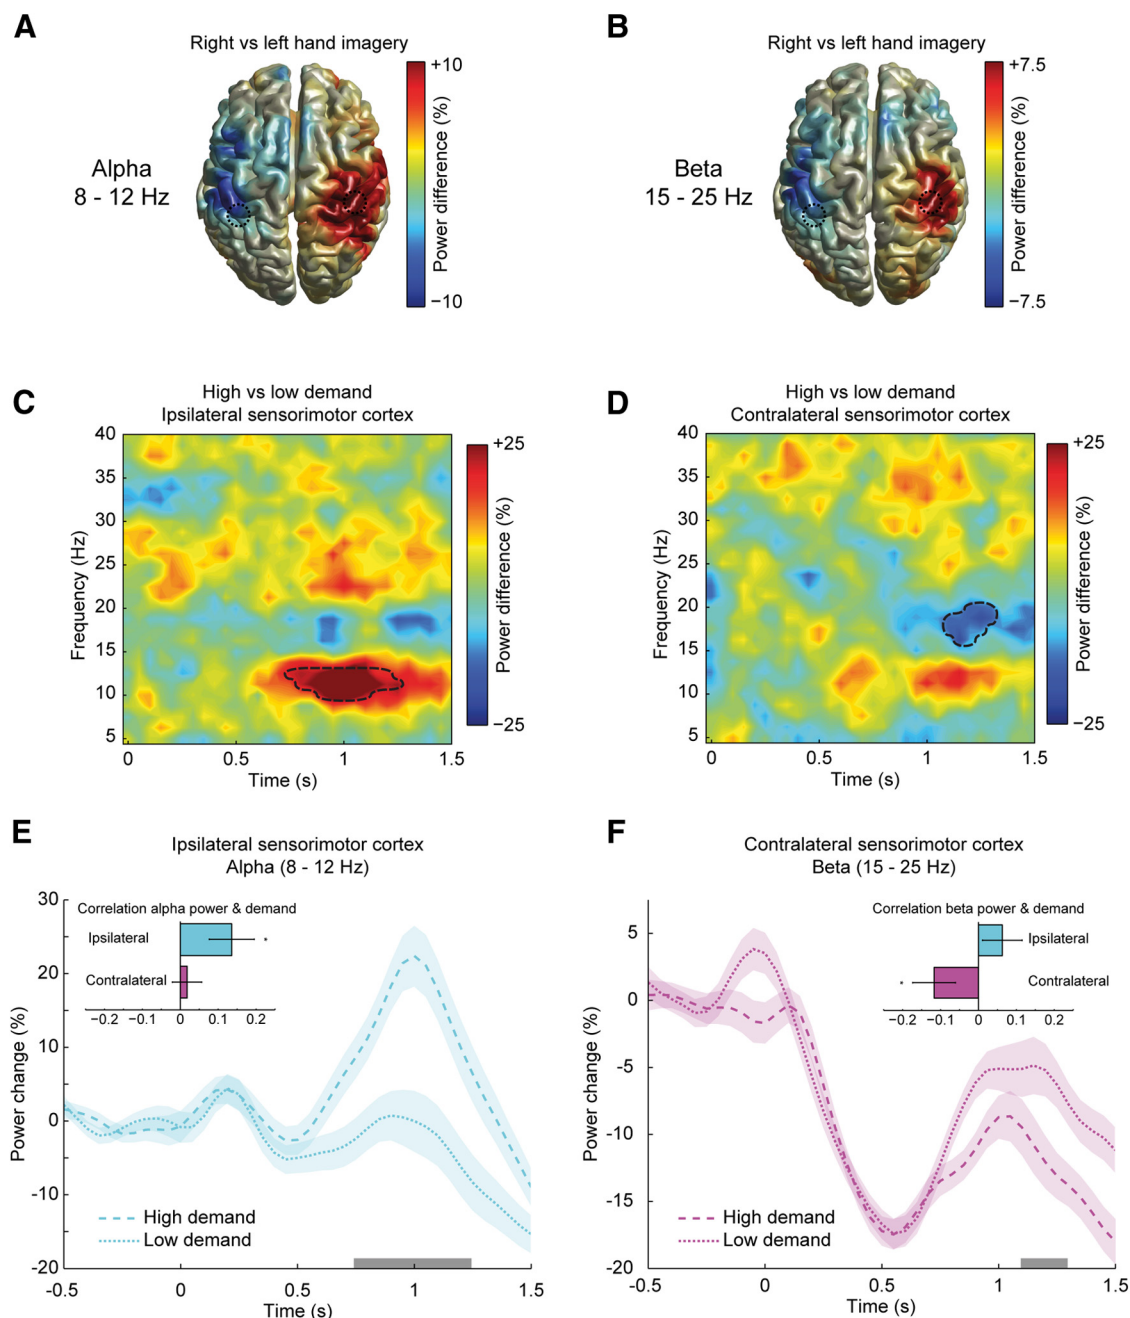 A
Right vs left hand imagery
Alpha
8 - 12 Hz
+10
Power difference (%)
−10
B
Right vs left hand imagery
Beta
15 - 25 Hz
+7.5
Power difference (%)
−7.5
C
High vs low demand
Ipsilateral sensorimotor cortex
40
35
30
25
20
15
10
5
Frequency (Hz)
0
0.5
1
1.5
Time (s)
+25
Power difference (%)
−25
D
High vs low demand
Contralateral sensorimotor cortex
40
35
30
25
20
15
10
5
Frequency (Hz)
0
0.5
1
1.5
Time (s)
+25
Power difference (%)
−25
E
Ipsilateral sensorimotor cortex
Alpha (8 - 12 Hz)
30
20
10
0
-10
-20
Power change (%)
Correlation alpha power & demand
Ipsilateral
*
Contralateral
-0.2 −0.1 0 0.1 0.2
High demand
Low demand
-0.5 0 0.5 1 1.5
Time (s)
F
Contralateral sensorimotor cortex
Beta (15 - 25 Hz)
5
0
-5
-10
-15
-20
Power change (%)
Correlation beta power & demand
Ipsilateral
*
Contralateral
-0.2 −0.1 0 0.1 0.2
High demand
Low demand
-0.5 0 0.5 1 1.5
Time (s)